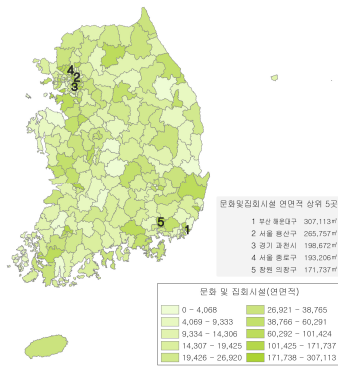 4
2
3
5
1
문화및집회시설 연면적 상위 5곳
1 부산 해운대구 307,113㎡
2 서울 용산구 265,757㎡
3 경기 과천시 198,672㎡
4 서울 종로구 193,206㎡
5 창원 의창구 171,737㎡
문화 및 집회시설(연면적)
0 - 4,068
4,069 - 9,333
9,334 - 14,306
14,307 - 19,425
19,426 - 26,920
26,921 - 38,765
38,766 - 60,291
60,292 - 101,424
101,425 - 171,737
171,738 - 307,113